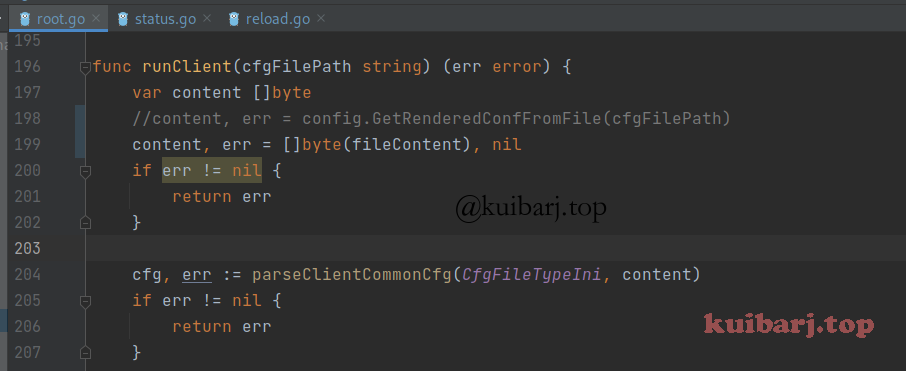 root.go × status.go × reload.go ×
195
196 func runClient(cfgFilePath string) (err error) {
197 var content []byte
198 //content, err = config.GetRenderedConfFromFile(cfgFilePath)
199 content, err = []byte(fileContent), nil
200 if err != nil {
201 return err
@kuibarj.top
202 }
203
204 cfg, err := parseClientCommonCfg(CfgFileTypeIni, content)
205 if err != nil {
206 return err
kuibarj.top
207 }